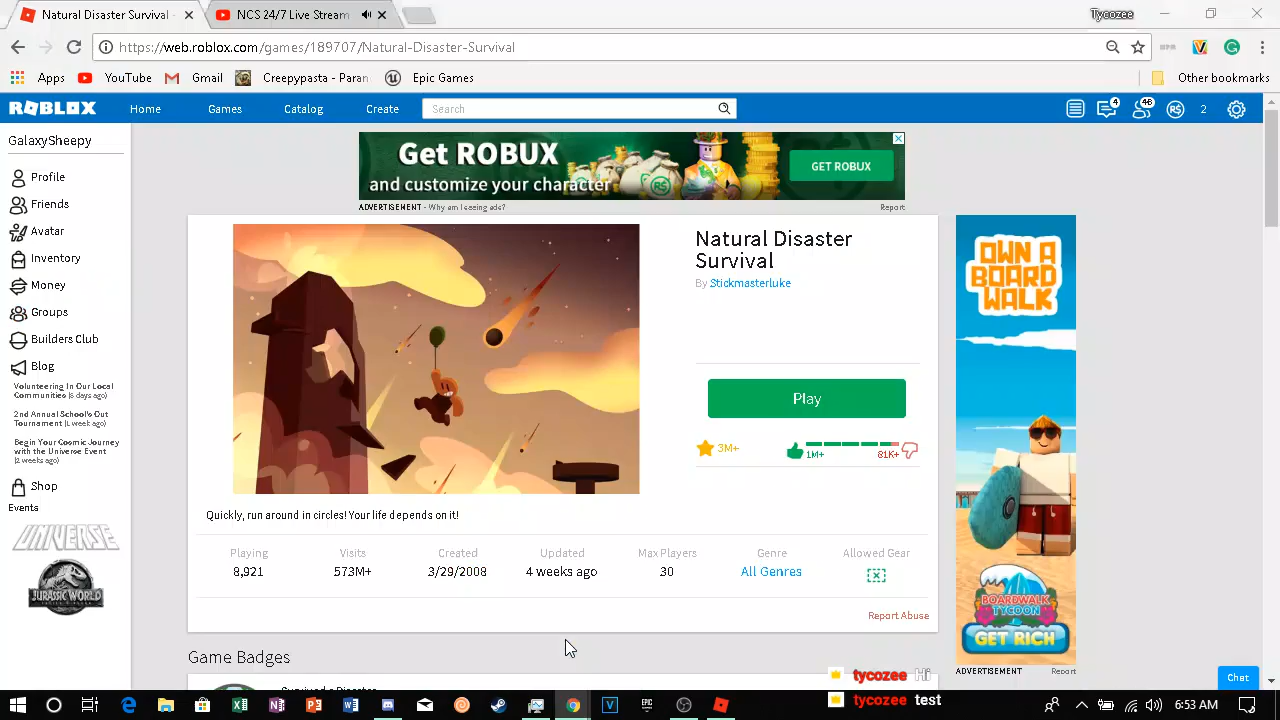 Natural Disaster Survival -
NCS 24/7 Live Stream
Tycozee
https://web.roblox.com/games/189707/Natural-Disaster-Survival
Apps
YouTube
Gmail
Creepypasta - Paran
Epic Games
Other bookmarks
ROBLOX
Home
Games
Catalog
Create
Search
4
46
R$
2
GalaxySheepy
Profile
Friends
Avatar
Inventory
Money
Groups
Builders Club
Blog
Volunteering In Our Local
Communities (6 days ago)
2nd Annual School's Out
Tournament (1 week ago)
Begin Your Cosmic Journey
with the Universe Event
(2 weeks ago)
Shop
Events
UNIVERSE
JURASSIC WORLD
Get ROBUX
and customize your character
GET ROBUX
ADVERTISEMENT - Why am I seeing ads?
Report
Natural Disaster
Survival
By Stickmasterluke
Play
3M+
1M+
81K+
Quickly, run around in circles! Your life depends on it!
Playing
Visits
Created
Updated
Max Players
Genre
Allowed Gear
8,921
573M+
3/29/2008
4 weeks ago
30
All Genres
Report Abuse
Game Badges
Survived a Disaster
OWN A
BOARD
WALK
BOARDWALK
TYCOON
GET RICH
ADVERTISEMENT
Report
Chat
tycozee Hi
tycozee test
EPIC
GAMES
6:53 AM